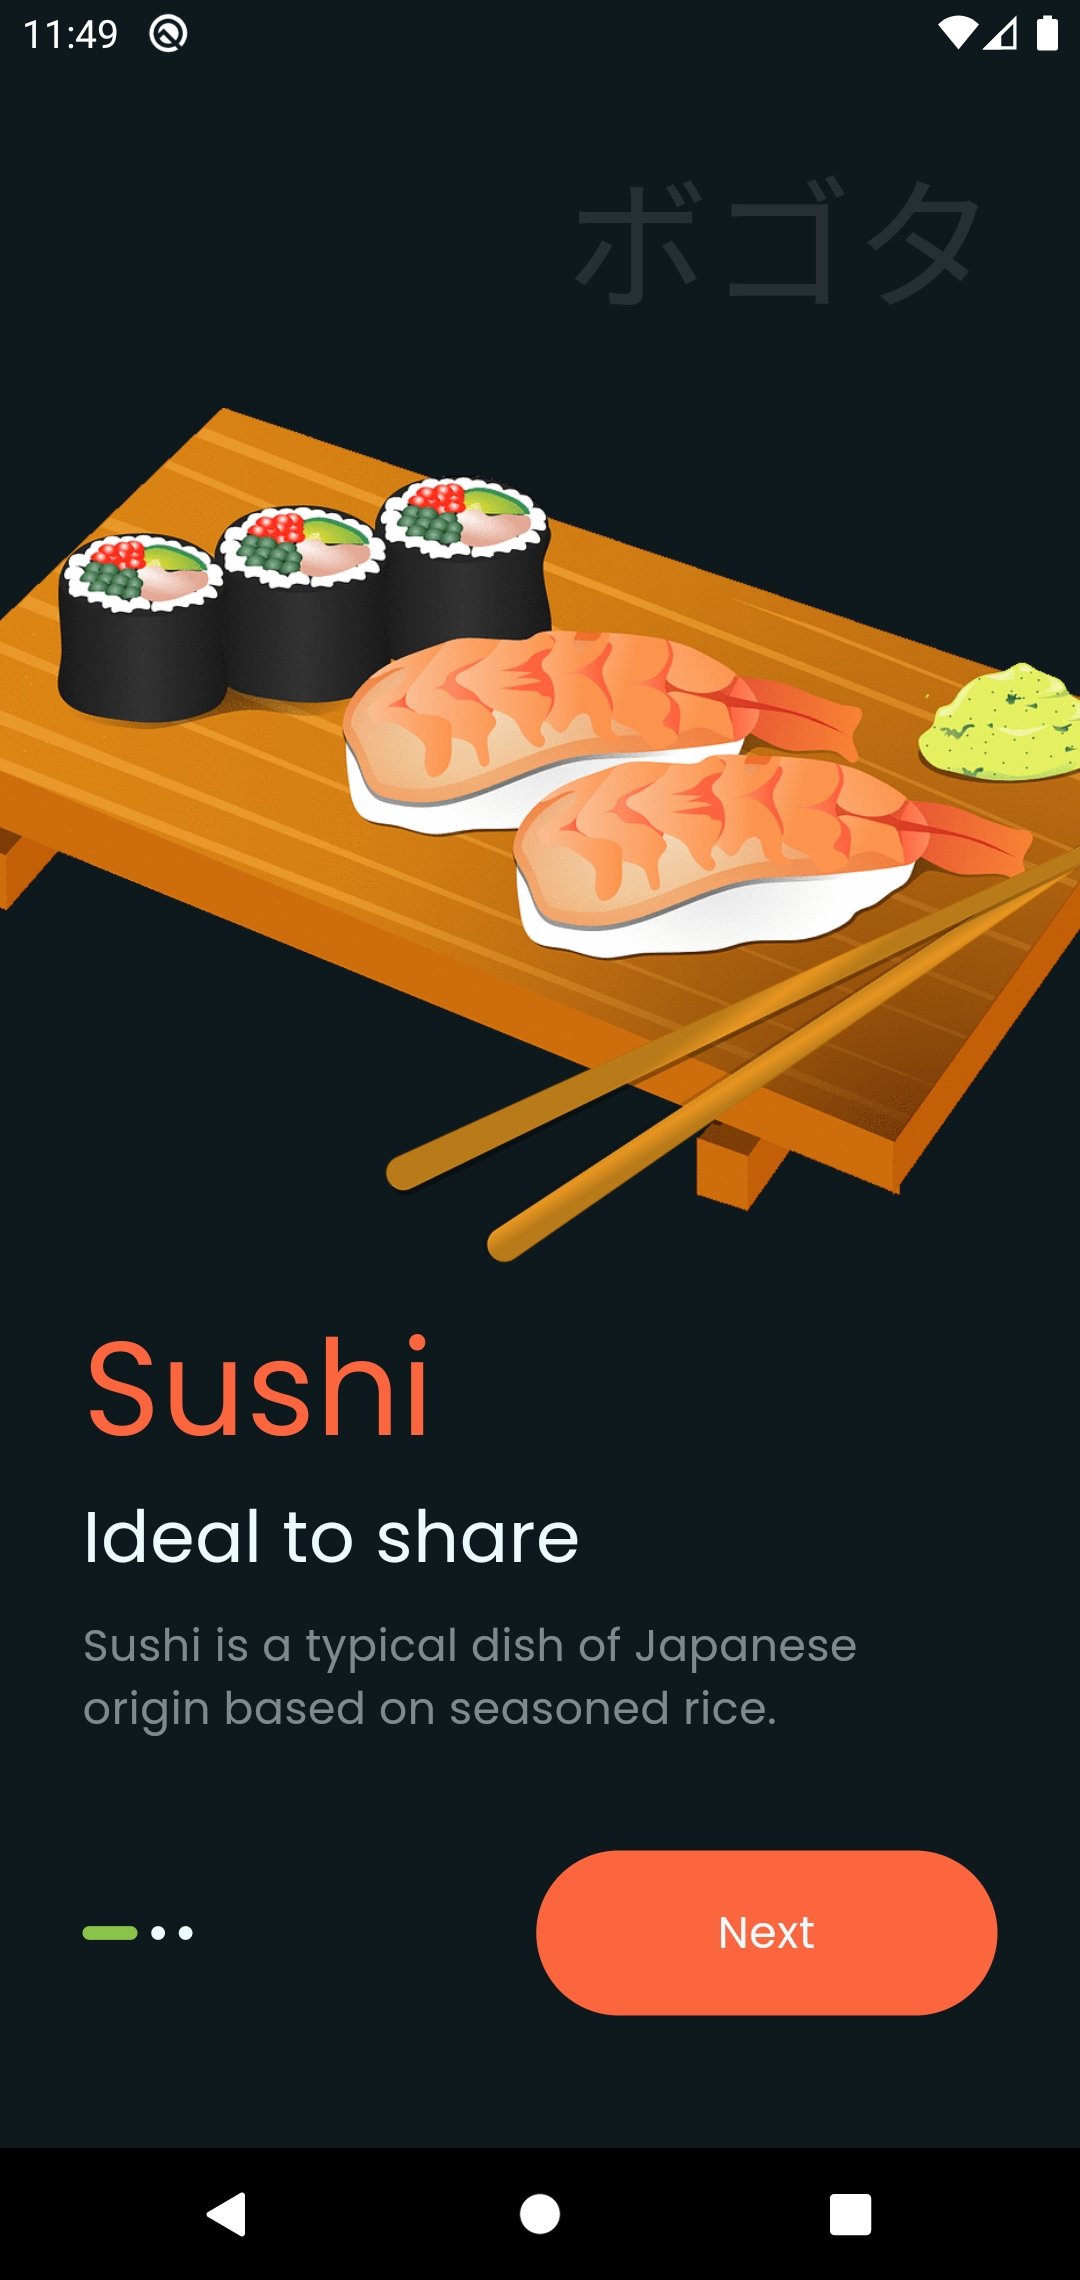 11:49
ボゴタ
Sushi
Ideal to share
Sushi is a typical dish of Japanese
origin based on seasoned rice.
Next